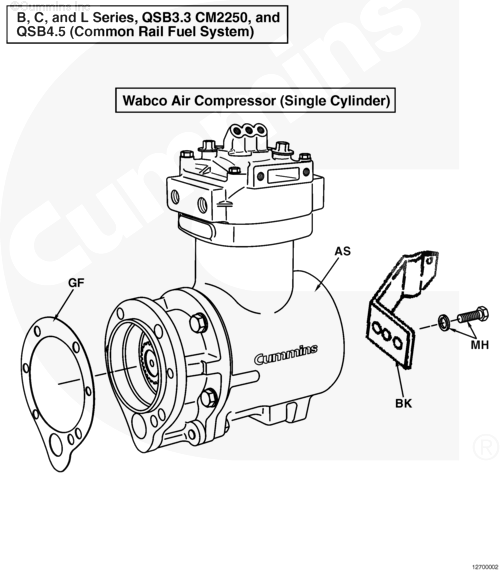 ©Cummins Inc
B, C, and L Series, QSB3.3 CM2250, and
QSB4.5 (Common Rail Fuel System)
Wabco Air Compressor (Single Cylinder)
AS
GF
Cummins
MH
BK
Cummins
®
12700002